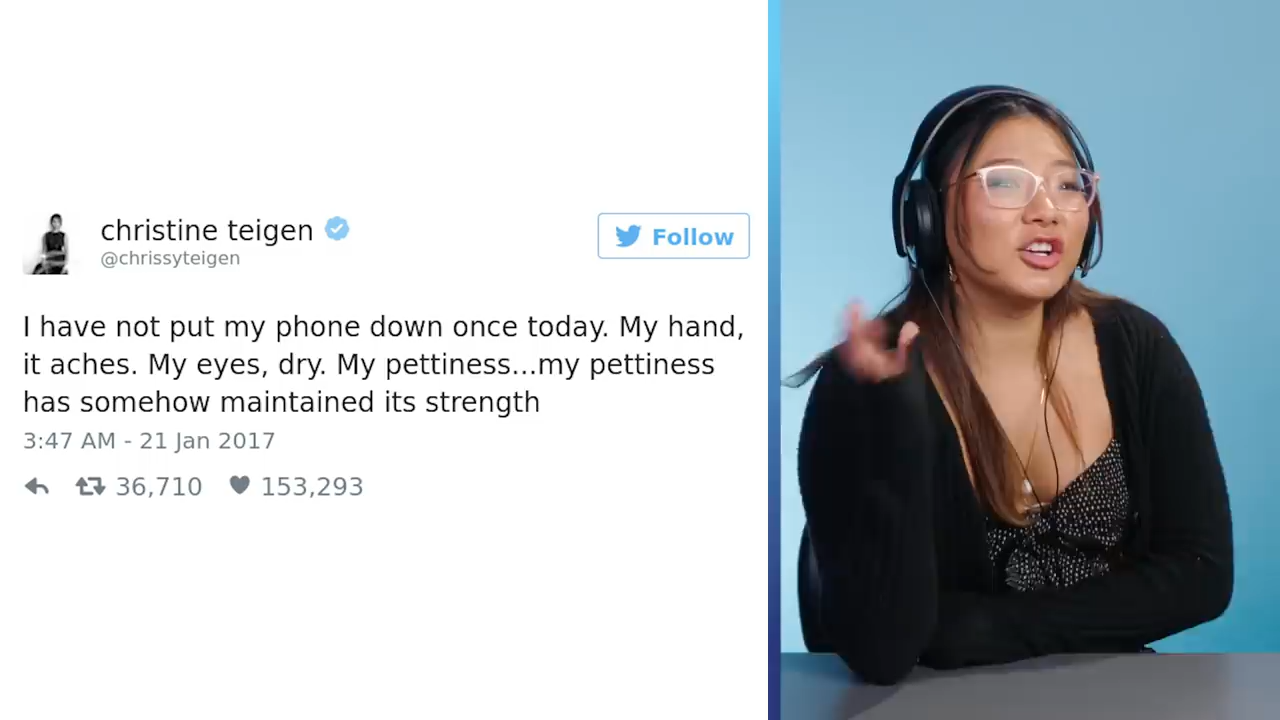 christine teigen
@chrissyteigen
Follow
I have not put my phone down once today. My hand,
it aches. My eyes, dry. My pettiness...my pettiness
has somehow maintained its strength
3:47 AM - 21 Jan 2017
36,710 153,293